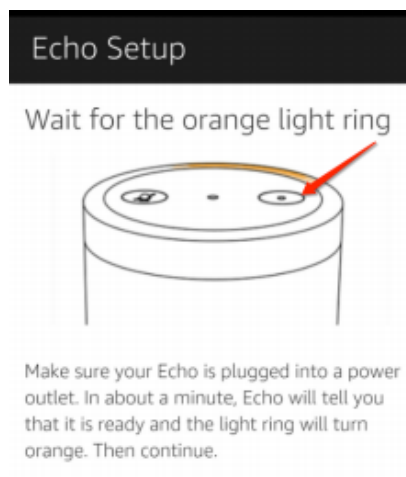 Echo Setup
Wait for the orange light ring
Make sure your Echo is plugged into a power
outlet. In about a minute, Echo will tell you
that it is ready and the light ring will turn
orange. Then continue.